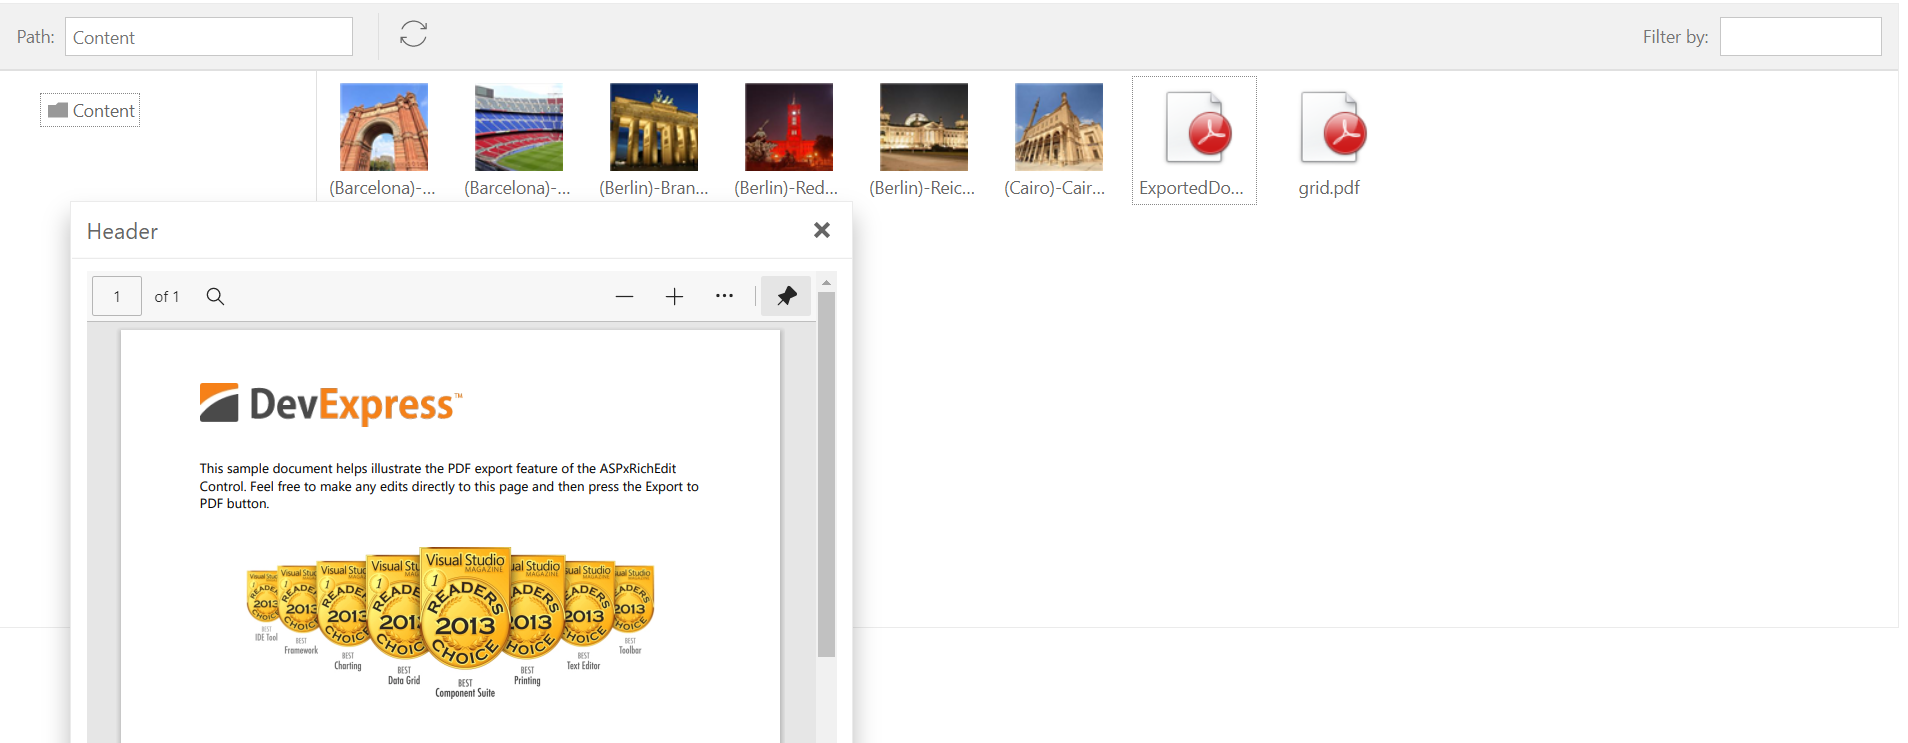 Path: Content
Filter by:
Content
(Barcelona)-... (Barcelona)-... (Berlin)-Bran... (Berlin)-Red... (Berlin)-Reic... (Cairo)-Cair... ExportedDo... grid.pdf
Header
1 of 1
DevExpress™
This sample document helps illustrate the PDF export feature of the ASPxRichEdit
Control. Feel free to make any edits directly to this page and then press the Export to
PDF button.
Visual Studio
MAGAZINE
1
READERS
2013
CHOICE
BEST
IDE Tool
BEST
Framework
BEST
Charting
BEST
Data Grid
BEST
Component Suite
BEST
Printing
BEST
Text Editor
BEST
Toolbar